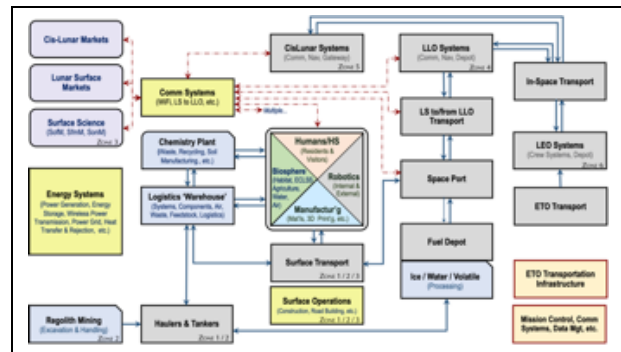 Cis-Lunar Markets
Lunar Surface
Markets
Surface Science
(SofM, SfmM, SonM)
Zone 3
Energy Systems
(Power Generation, Energy
Storage, Wireless Power
Transmission, Power Grid, Heat
Transfer & Rejection, etc.)
Ragolith Mining
(Excavation & Handling)
Zone 2
Comm Systems
(WiFi, LS to LLO, etc.)
Multiple...
Chemistry Plant
(Waste, Recycling, Soil
Manufacturing, etc.)
Logistics 'Warehouse'
(Systems, Components, Air,
Waste, Feedstock, Logistics)
Haulers & Tankers
Zone 1 / 2
CisLunar Systems
(Comm, Nav, Gateway)
Zone 5
Humans/HS
(Residents &
Visitors)
Biosphere
(Habitat, ECLSS,
Agriculture,
Water,
Air)
Robotics
(Internal &
External)
Manufactur'g
(Mat'ls, 3D Print'g, etc.)
Surface Transport
Zone 1 / 2 / 3
Surface Operations
(Construction, Road Building, etc.)
Zone 1 / 2 / 3
LLO Systems
(Comm, Nav, Depot)
Zone 4
LS to/from LLO
Transport
Space Port
Fuel Depot
Ice / Water / Volatile
(Processing)
In-Space Transport
LEO Systems
(Crew Systems, Depot)
Zone 6
ETO Transport
ETO Transportation
Infrastructure
Mission Control, Comm
Systems, Data Mgt, etc.